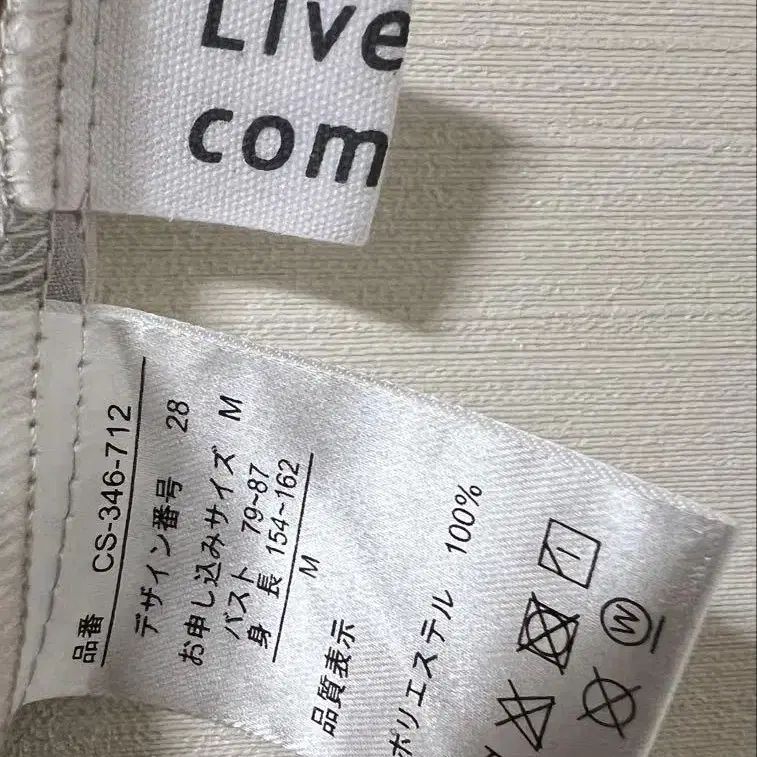 Live
com
品番 CS-346-712
デザイン番号 28
お申し込みサイズ M
バスト 79~87
身 長 154~162
M
品質表示
ポリエステル 100%
W